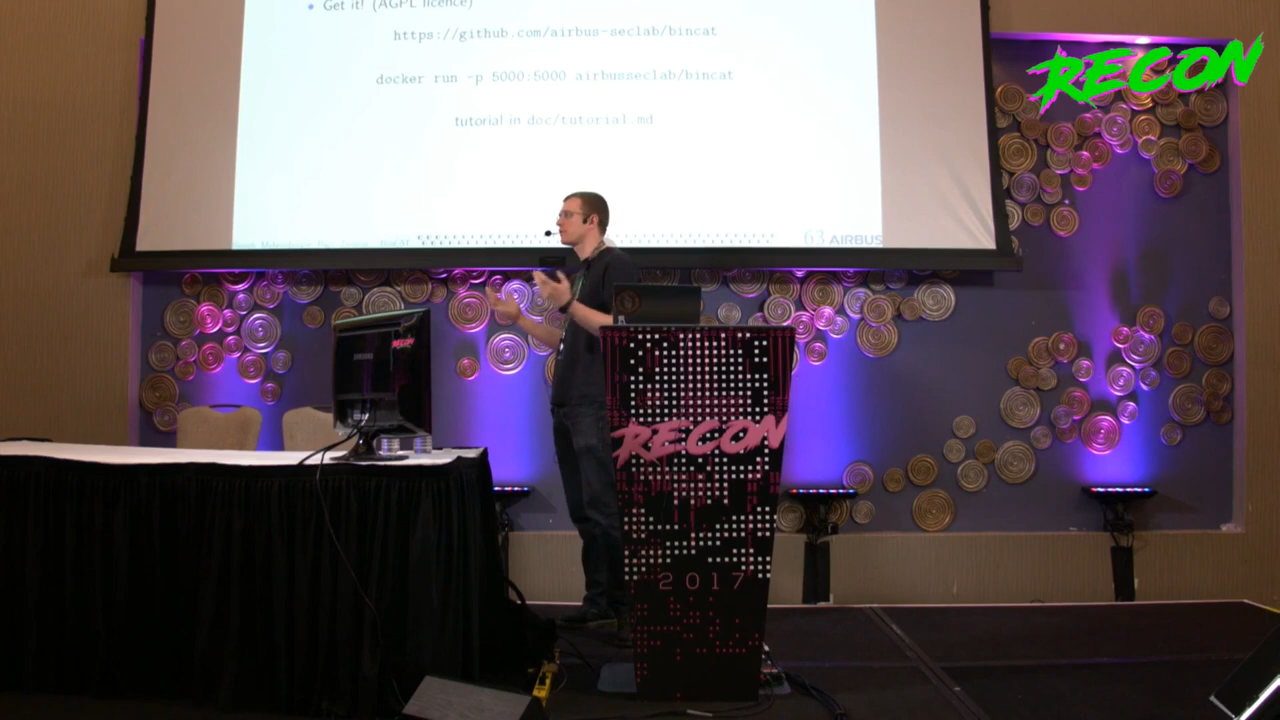 Get it! (AGPL licence)
https://github.com/airbus-seclab/bincat
docker run -p 5000:5000 airbusseclab/bincat
tutorial in doc/tutorial.md
63 AIRBUS
RECON
SAMSUNG
RECON
RECON
2017